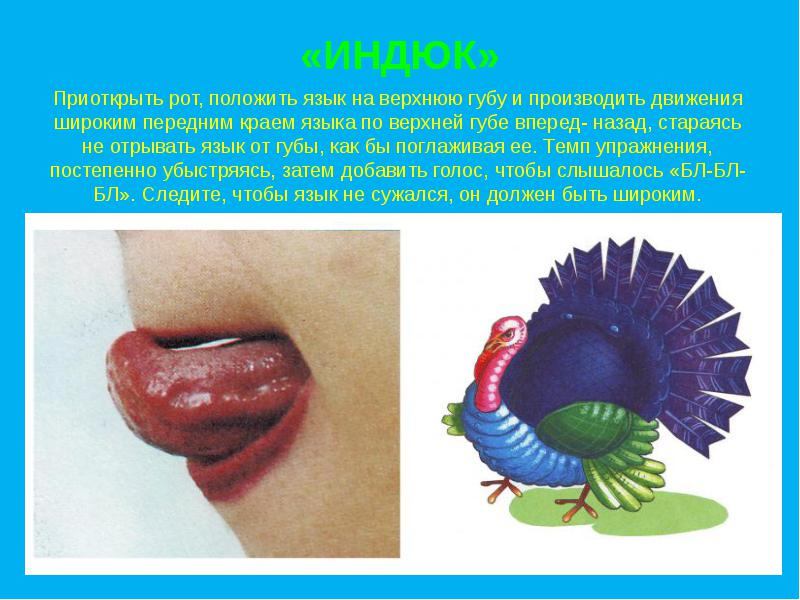 «ИНДЮК»
Приоткрыть рот, положить язык на верхнюю губу и производить движения
широким передним краем языка по верхней губе вперед- назад, стараясь
не отрывать язык от губы, как бы поглаживая ее. Темп упражнения,
постепенно убыстряясь, затем добавить голос, чтобы слышалось «БЛ-БЛ-
БЛ». Следите, чтобы язык не сужался, он должен быть широким.